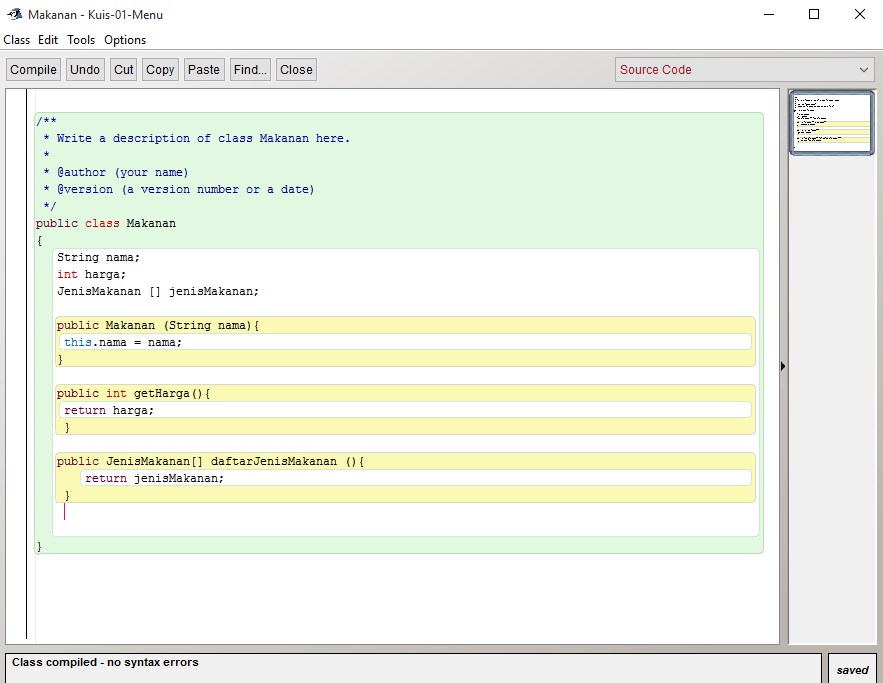 Makanan - Kuis-01-Menu
Class Edit Tools Options
Compile Undo Cut Copy Paste Find... Close Source Code
/**
 * Write a description of class Makanan here.
 *
 * @author (your name)
 * @version (a version number or a date)
 */
public class Makanan
{
String nama;
int harga;
JenisMakanan [] jenisMakanan;
public Makanan (String nama){
this.nama = nama;
}
public int getHarga(){
return harga;
}
public JenisMakanan[] daftarJenisMakanan (){
return jenisMakanan;
}
}
Class compiled - no syntax errors
saved